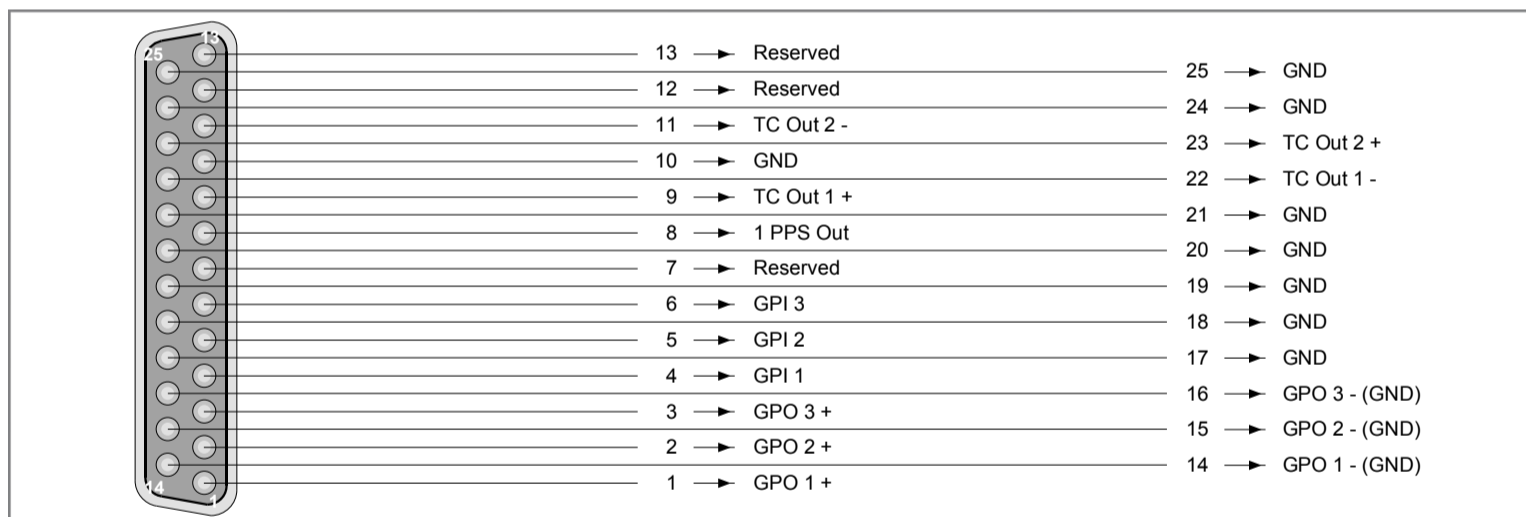 13
25
13 Reserved
25 GND
12 Reserved
24 GND
11 TC Out 2 -
23 TC Out 2 +
10 GND
22 TC Out 1 -
9 TC Out 1 +
21 GND
8 1 PPS Out
20 GND
7 Reserved
19 GND
6 GPI 3
18 GND
5 GPI 2
17 GND
4 GPI 1
16 GPO 3 - (GND)
3 GPO 3 +
15 GPO 2 - (GND)
2 GPO 2 +
14 GPO 1 - (GND)
1 GPO 1 +
14
1